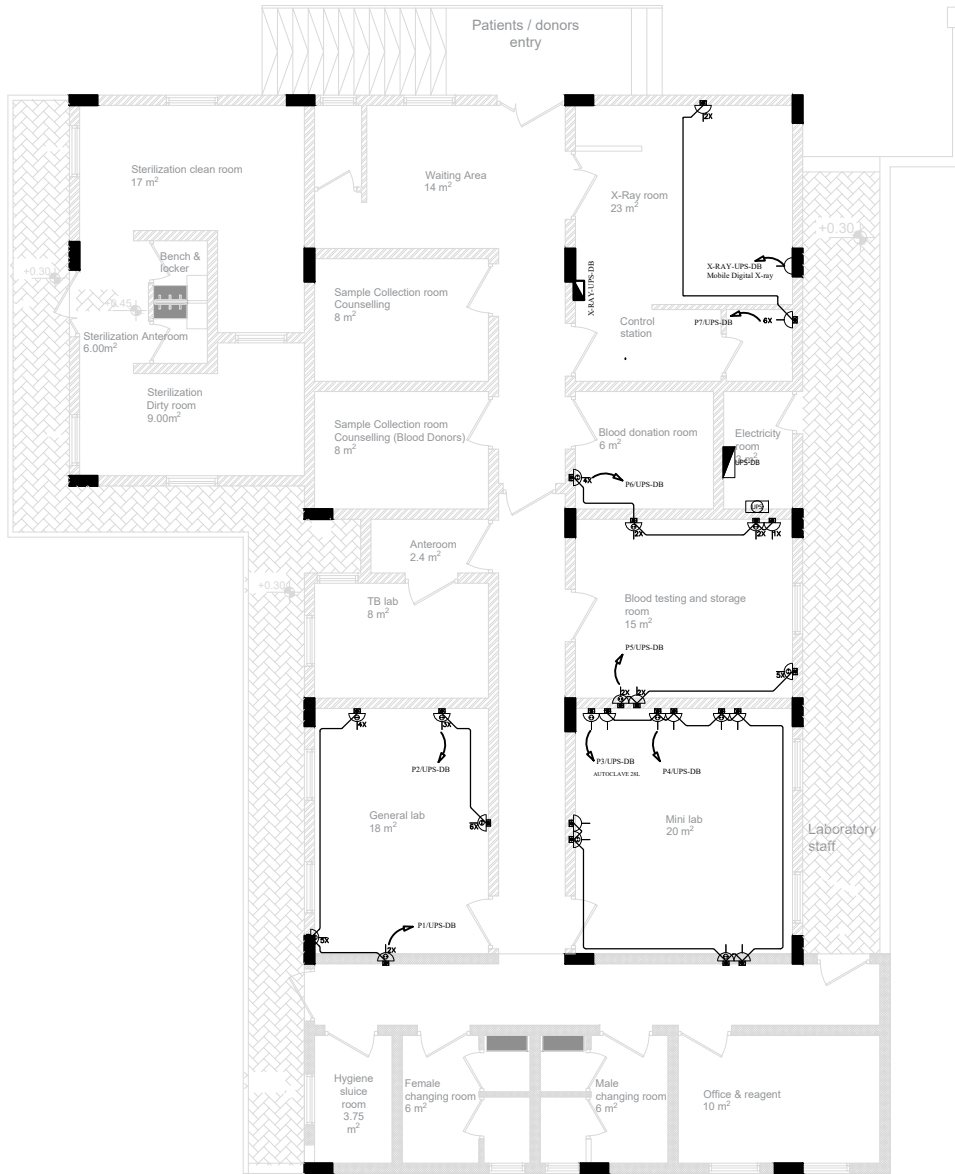 Patients / donors
entry
Sterilization clean room
17 m²
Waiting Area
14 m²
X-Ray room
23 m²
+0.30
Bench &
locker
+0.30
+0.45
X-RAY-UPS-DB
Mobile Digital X-ray
2X
Sample Collection room
Counselling
8 m²
X-RAY-UPS-DB
Control
station
P7/UPS-DB
6X
Sterilization Anteroom
6.00m²
Sterilization
Dirty room
9.00m²
Sample Collection room
Counselling (Blood Donors)
8 m²
Blood donation room
6 m²
Electricity
room
UPS-DB
4X
P6/UPS-DB
UPS
2X
2X
1X
Anteroom
2.4 m²
+0.30
TB lab
8 m²
Blood testing and storage
room
15 m²
P5/UPS-DB
5X
2X
2X
4X
3X
P2/UPS-DB
P3/UPS-DB
AUTOCLAVE 28L
P4/UPS-DB
General lab
18 m²
6X
Mini lab
20 m²
Laboratory
staff
P1/UPS-DB
5X
2X
Hygiene
sluice
room
3.75
m²
Female
changing room
6 m²
Male
changing room
6 m²
Office & reagent
10 m²